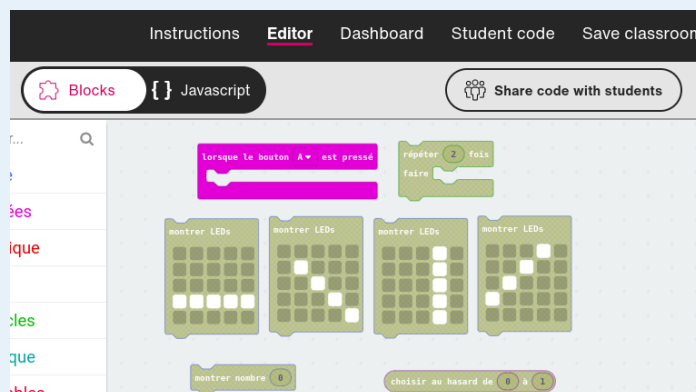 Instructions Editor Dashboard Student code Save classroom
Blocks { } Javascript Share code with students
r...
lorsque le bouton A est pressé
répéter 2 fois
faire
ées
ique
cles
que
montrer LEDs montrer LEDs montrer LEDs montrer LEDs
montrer nombre 0
choisir au hasard de 0 à 1